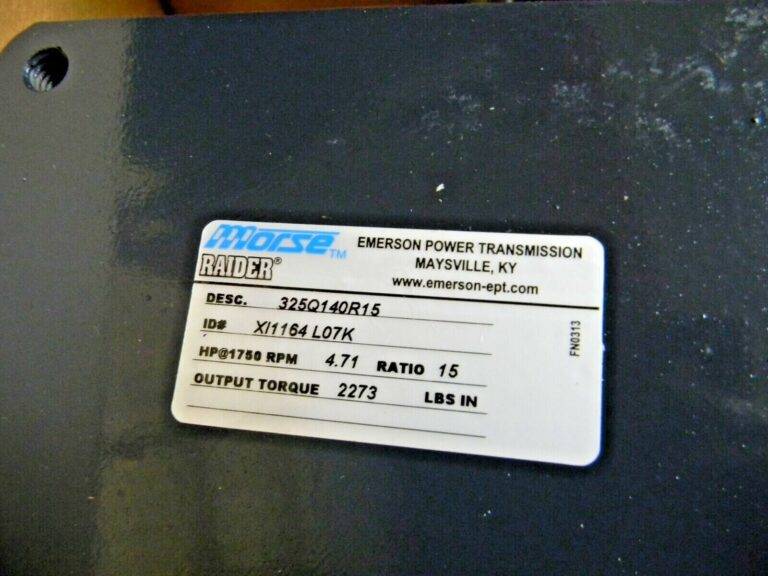 Morse™
RAIDER®
EMERSON POWER TRANSMISSION
MAYSVILLE, KY
www.emerson-ept.com
DESC. 325Q140R15
ID# XI1164 L07K
HP@1750 RPM 4.71 RATIO 15
OUTPUT TORQUE 2273 LBS IN
FN0313